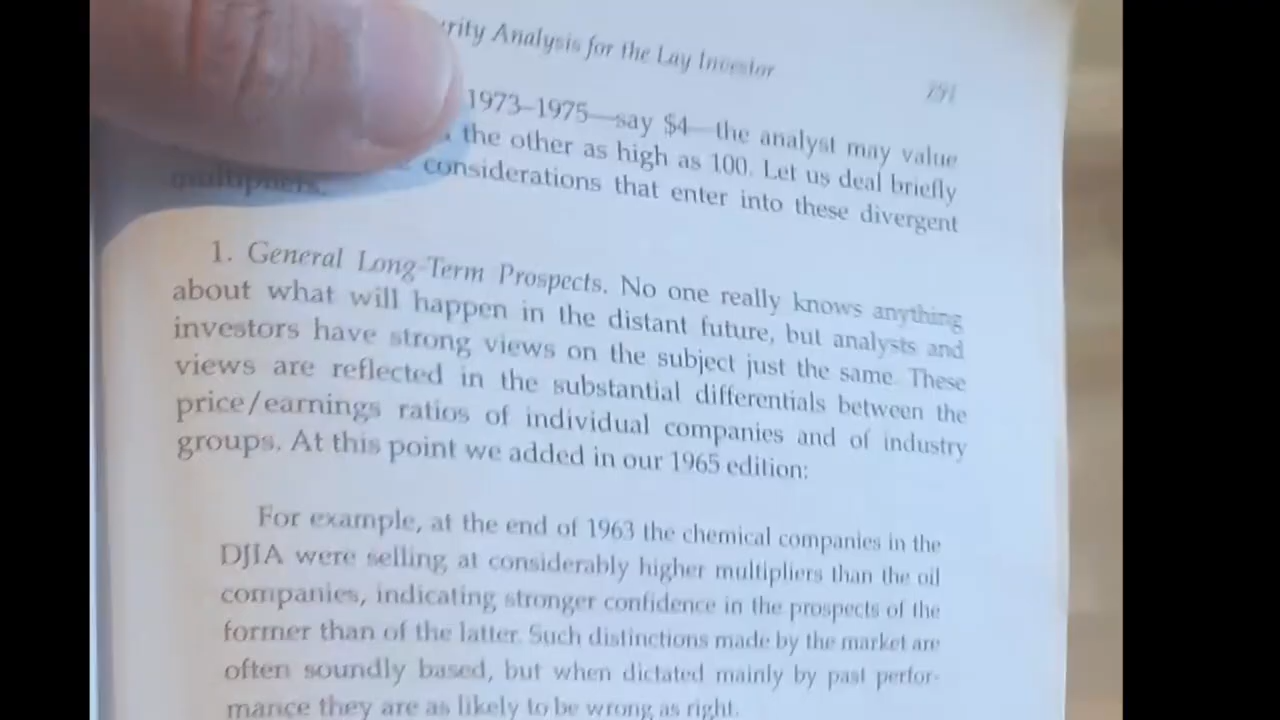 rity Analysis for the Lay Investor
291
1973–1975—say $4—the analyst may value
the other as high as 100. Let us deal briefly
considerations that enter into these divergent
multipliers.
1. General Long-Term Prospects. No one really knows anything
about what will happen in the distant future, but analysts and
investors have strong views on the subject just the same. These
views are reflected in the substantial differentials between the
price/earnings ratios of individual companies and of industry
groups. At this point we added in our 1965 edition:
For example, at the end of 1963 the chemical companies in the
DJIA were selling at considerably higher multipliers than the oil
companies, indicating stronger confidence in the prospects of the
former than of the latter. Such distinctions made by the market are
often soundly based, but when dictated mainly by past perfor-
mance they are as likely to be wrong as right.